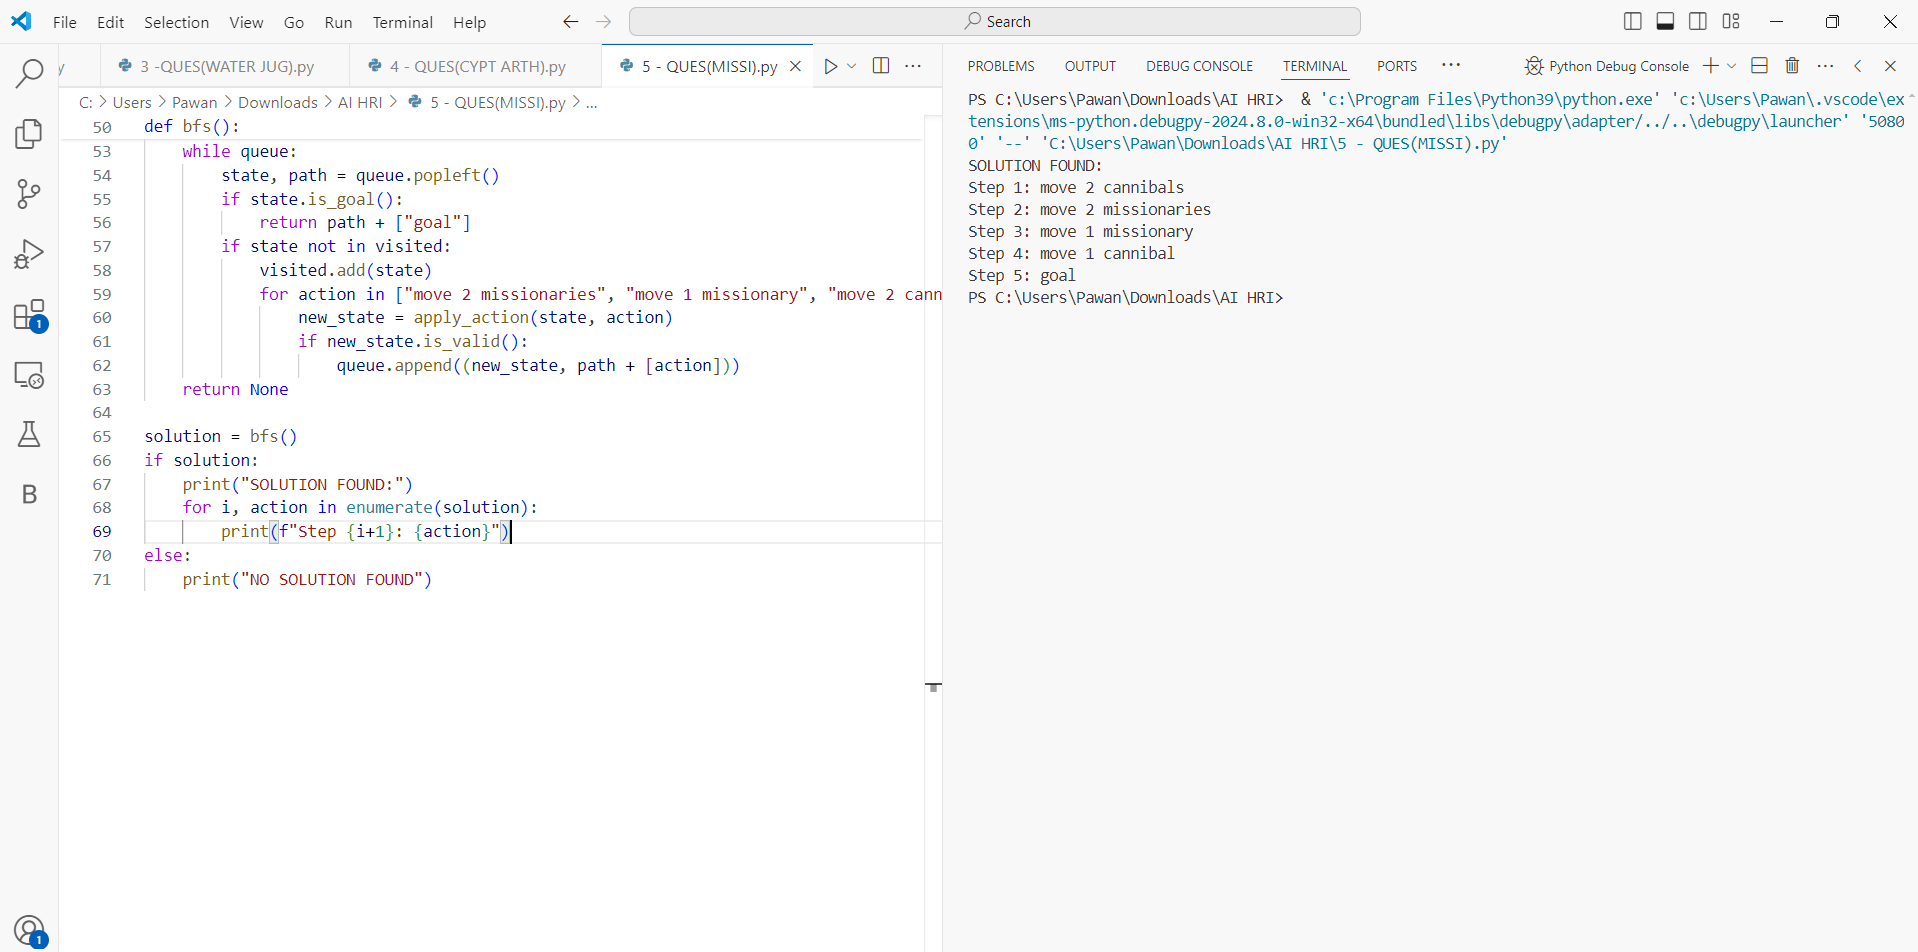 File Edit Selection View Go Run Terminal Help
Search
3 -QUES(WATER JUG).py
4 - QUES(CYPT ARTH).py
5 - QUES(MISSI).py
C: > Users > Pawan > Downloads > AI HRI > 5 - QUES(MISSI).py > ...
50 def bfs():
53 while queue:
54 state, path = queue.popleft()
55 if state.is_goal():
56 return path + ["goal"]
57 if state not in visited:
58 visited.add(state)
59 for action in ["move 2 missionaries", "move 1 missionary", "move 2 cann
60 new_state = apply_action(state, action)
61 if new_state.is_valid():
62 queue.append((new_state, path + [action]))
63 return None
64
65 solution = bfs()
66 if solution:
67 print("SOLUTION FOUND:")
68 for i, action in enumerate(solution):
69 print(f"Step {i+1}: {action}")
70 else:
71 print("NO SOLUTION FOUND")
B
1
1
PROBLEMS OUTPUT DEBUG CONSOLE TERMINAL PORTS ··· Python Debug Console
PS C:\Users\Pawan\Downloads\AI HRI> & 'c:\Program Files\Python39\python.exe' 'c:\Users\Pawan\.vscode\ex
tensions\ms-python.debugpy-2024.8.0-win32-x64\bundled\libs\debugpy\adapter/../..\debugpy\launcher' '5080
0' '--' 'C:\Users\Pawan\Downloads\AI HRI\5 - QUES(MISSI).py'
SOLUTION FOUND:
Step 1: move 2 cannibals
Step 2: move 2 missionaries
Step 3: move 1 missionary
Step 4: move 1 cannibal
Step 5: goal
PS C:\Users\Pawan\Downloads\AI HRI>